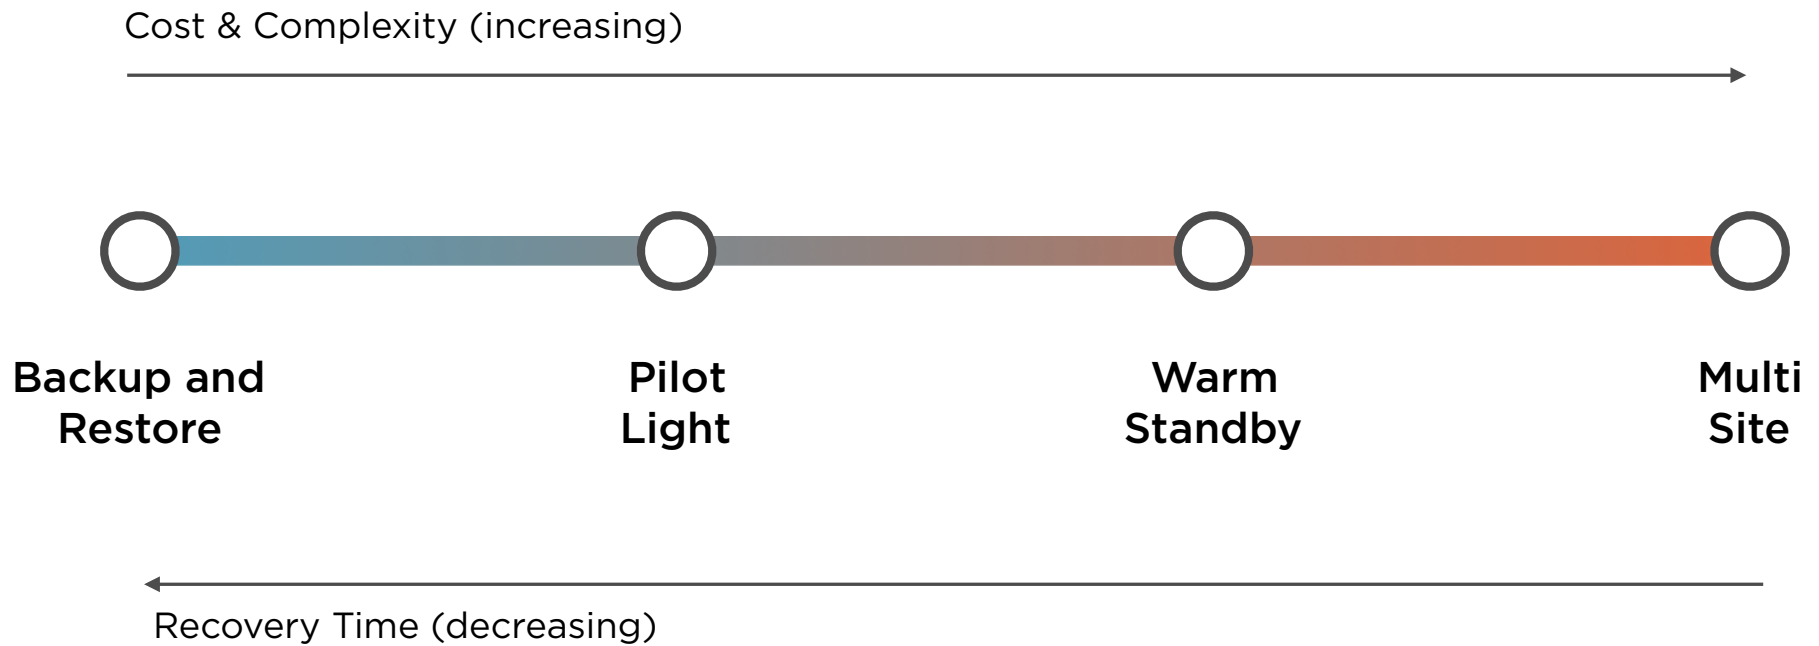 Cost & Complexity (increasing)
Backup and
Restore
Pilot
Light
Warm
Standby
Multi
Site
Recovery Time (decreasing)